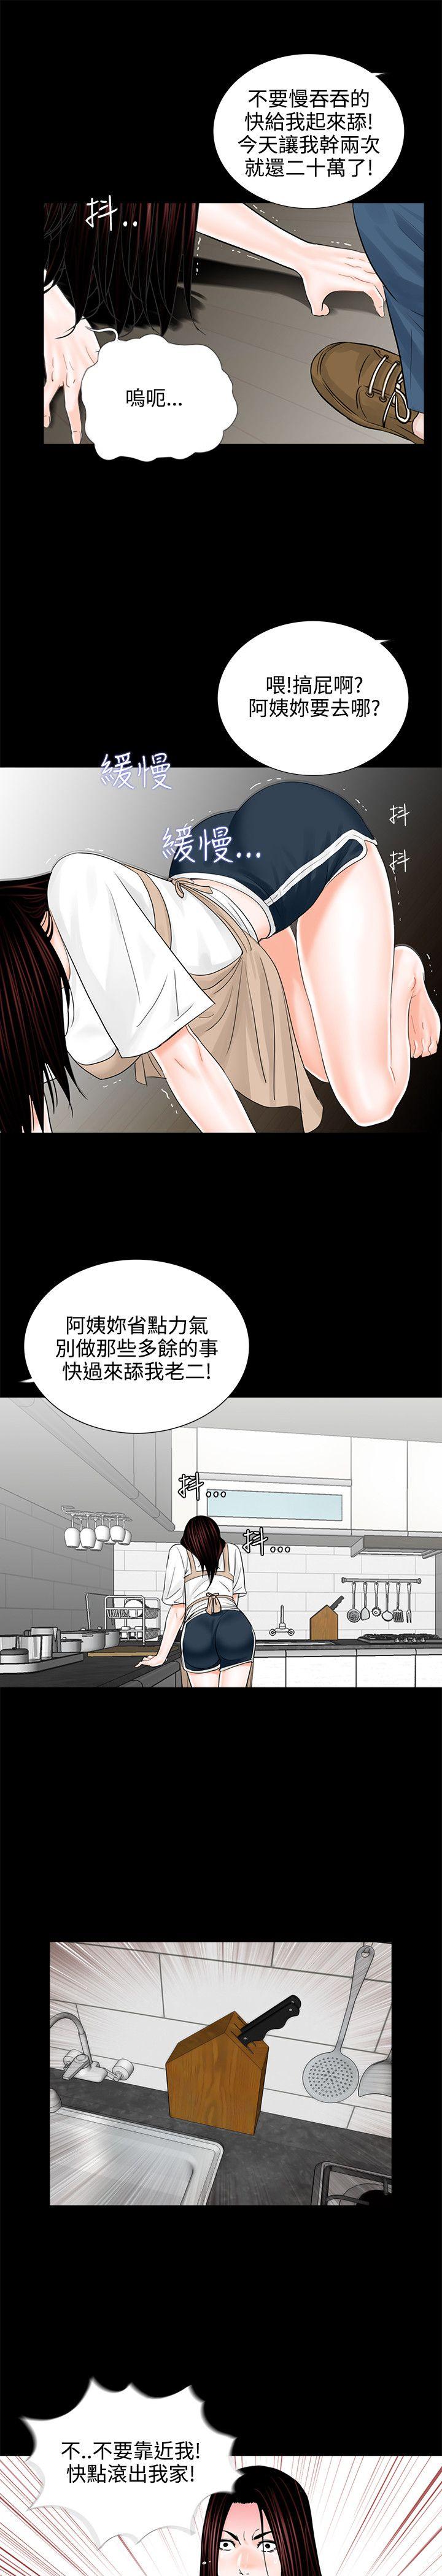 不要慢吞吞的
快給我起來舔!
今天讓我幹兩次
就還二十萬了!
抖..
嗚呃...
喂!搞屁啊?
阿姨妳要去哪?
緩慢
緩慢...
抖
抖
阿姨妳省點力氣
別做那些多餘的事
快過來舔我老二!
抖...
抖...
不..不要靠近我!
快點滾出我家!